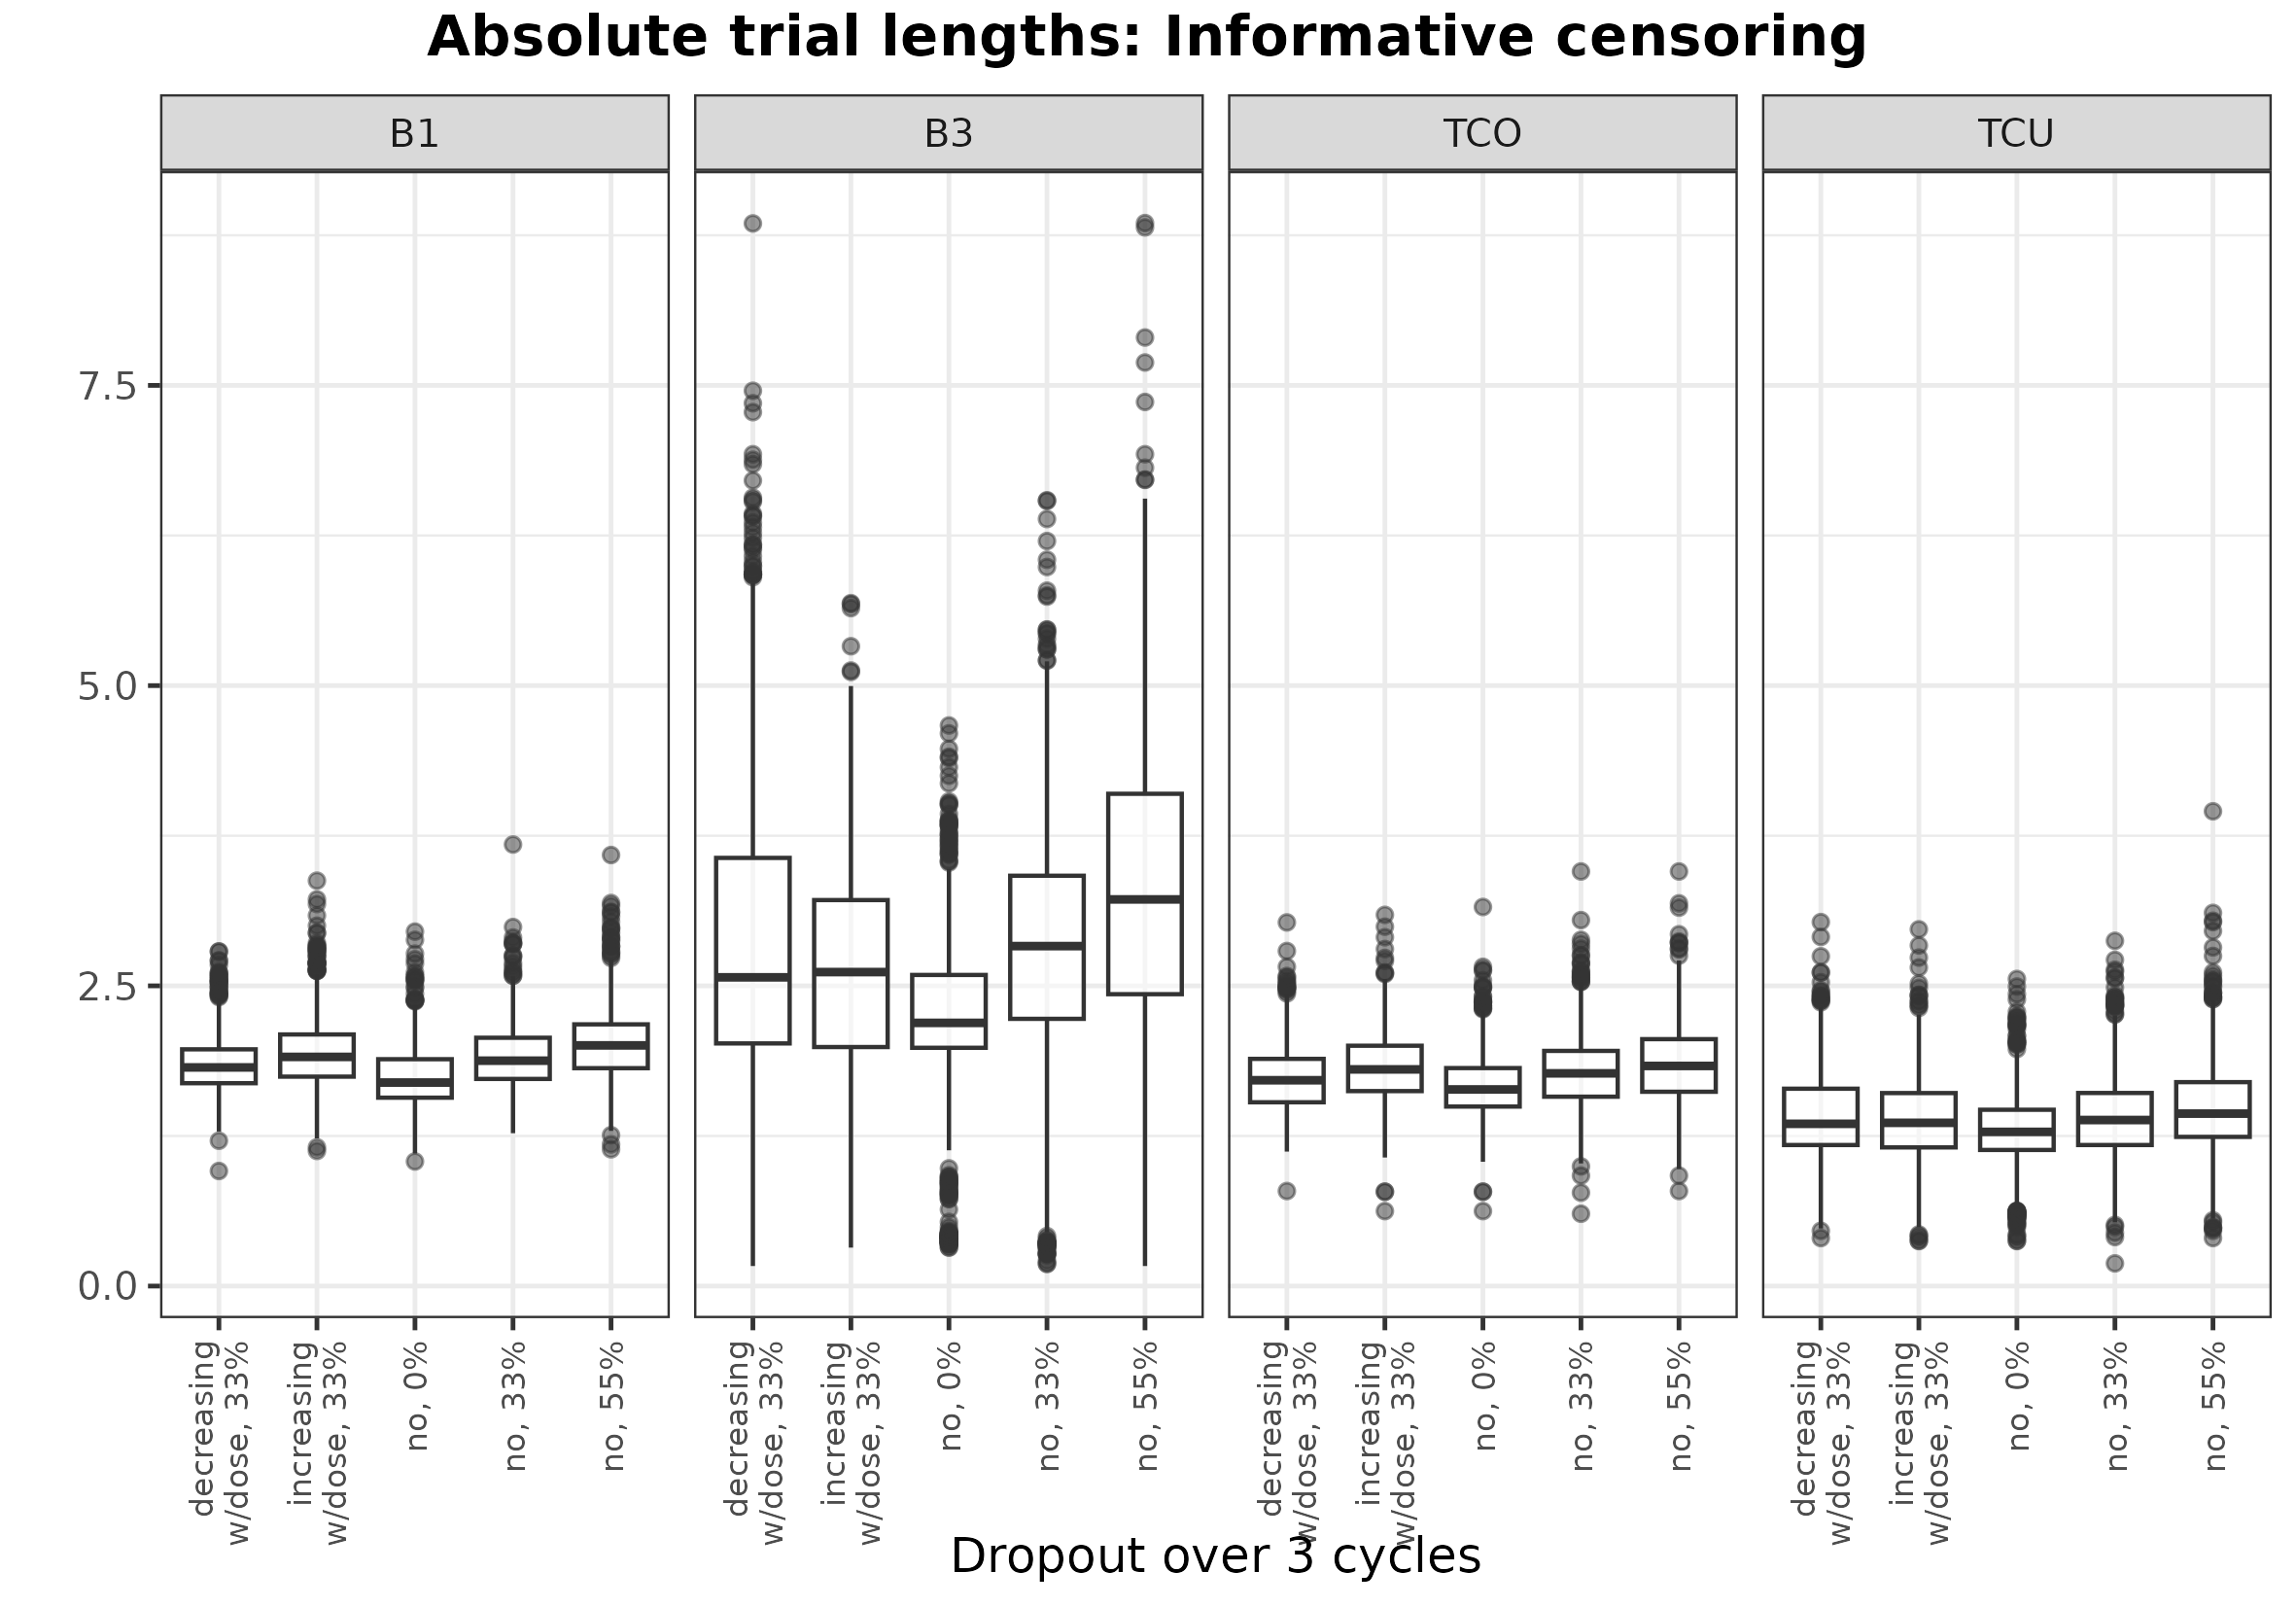 Absolute trial lengths: Informative censoring
B1
B3
TCO
TCU
7.5
5.0
2.5
0.0
decreasing
w/dose, 33%
increasing
w/dose, 33%
no, 0%
no, 33%
no, 55%
decreasing
w/dose, 33%
increasing
w/dose, 33%
no, 0%
no, 33%
no, 55%
decreasing
w/dose, 33%
increasing
w/dose, 33%
no, 0%
no, 33%
no, 55%
decreasing
w/dose, 33%
increasing
w/dose, 33%
no, 0%
no, 33%
no, 55%
Dropout over 3 cycles